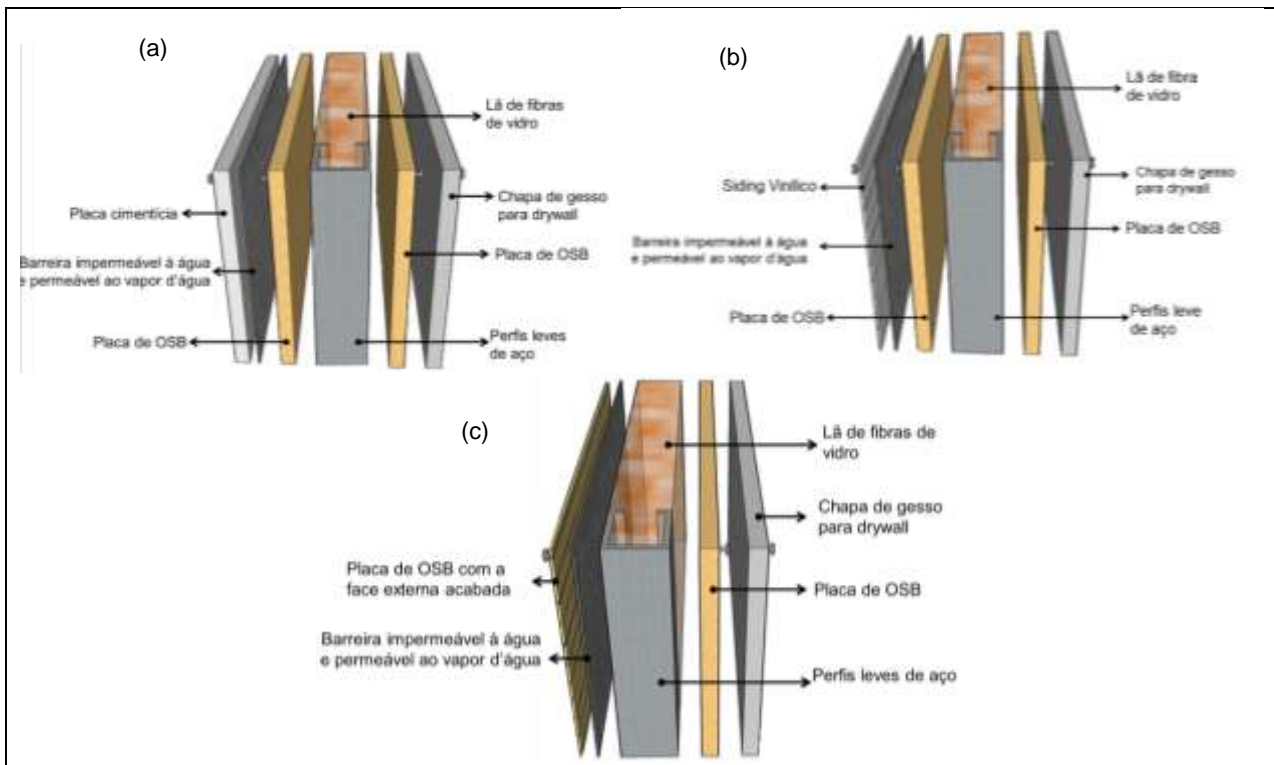 (a)
Lã de fibras
de vidro
Placa cimentícia
Chapa de gesso
para drywall
Barreira impermeável à água
e permeável ao vapor d'água
Placa de OSB
Placa de OSB
Perfis leves
de aço
(b)
Lã de fibra
de vidro
Siding Vinílico
Chapa de gesso
para drywall
Barreira impermeável à água
e permeável ao vapor d'água
Placa de OSB
Placa de OSB
Perfis leve
de aço
(c)
Lã de fibras de
vidro
Chapa de gesso
para drywall
Placa de OSB com a
face externa acabada
Placa de OSB
Barreira impermeável à água
e permeável ao vapor d'água
Perfis leves de aço